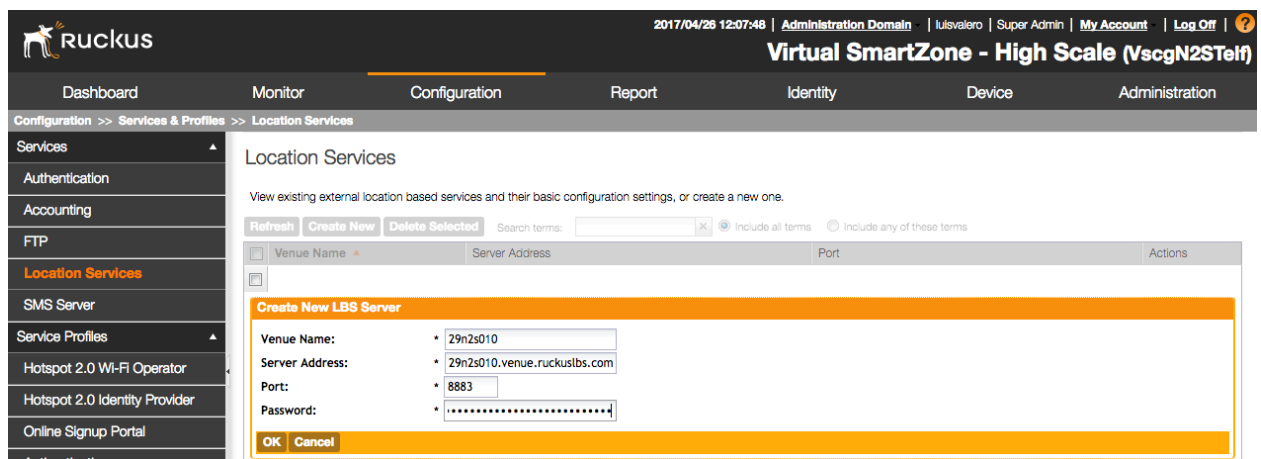 Ruckus
2017/04/26 12:07:48 | Administration Domain | luisvalero | Super Admin | My Account | Log Off | ?
Virtual SmartZone - High Scale (VscgN2STelf)
Dashboard Monitor Configuration Report Identity Device Administration
Configuration >> Services & Profiles >> Location Services
Services
Authentication
Accounting
FTP
Location Services
SMS Server
Service Profiles
Hotspot 2.0 Wi-Fi Operator
Hotspot 2.0 Identity Provider
Online Signup Portal
Location Services
View existing external location based services and their basic configuration settings, or create a new one.
Refresh Create New Delete Selected Search terms: x Include all terms Include any of these terms
Venue Name Server Address Port Actions
Create New LBS Server
Venue Name: * 29n2s010
Server Address: * 29n2s010.venue.ruckuslbs.com
Port: * 8883
Password: * ••••••••••••••••••••••••••••
OK Cancel